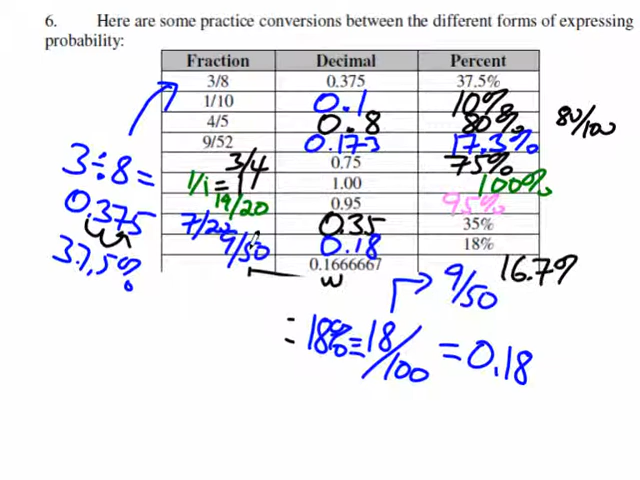 6. Here are some practice conversions between the different forms of expressing
probability:
Fraction Decimal Percent
3/8 0.375 37.5%
1/10 0.1 10%
4/5 0.8 80% 80/100
9/52 0.173 17.3%
3/4 0.75 75%
1/1 = 1 1.00 100%
19/20 0.95 95%
7/20 0.35 35%
9/50 0.18 18%
0.1666667 16.7%
3÷8=
0.375
37.5%
9/50
= 18% = 18/100 = 0.18